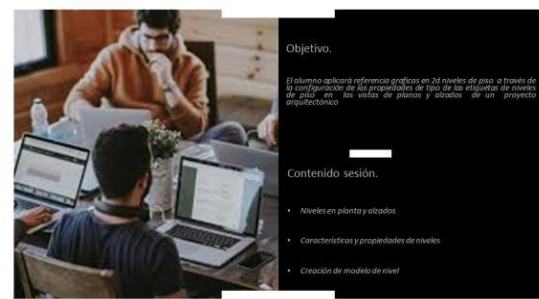 Objetivo.
El alumno aplicará referencia graficas en 2d niveles de piso a través de
la configuración de las propiedades de tipo de las etiquetas de niveles
de piso en las vistas de planos y alzados de un proyecto
arquitectónico
Contenido sesión.
• Niveles en planta y alzados
• Características y propiedades de niveles
• Creación de modelo de nivel